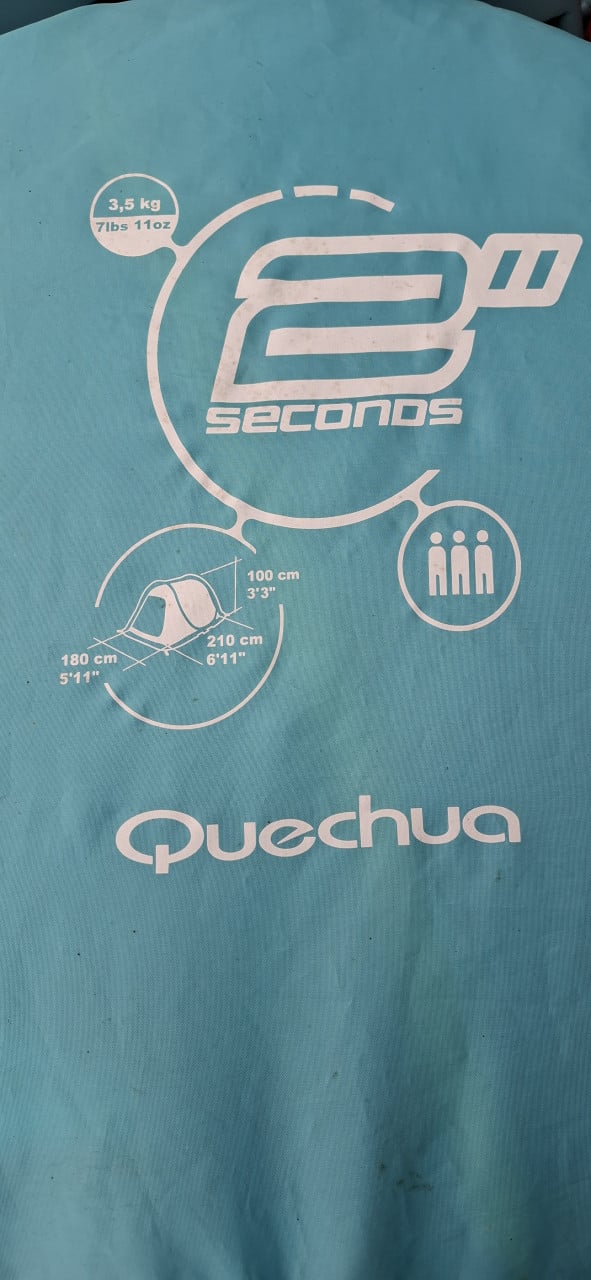 3,5 kg
7lbs 11oz
2"
seconds
100 cm
3'3"
210 cm
6'11"
180 cm
5'11"
Quechua